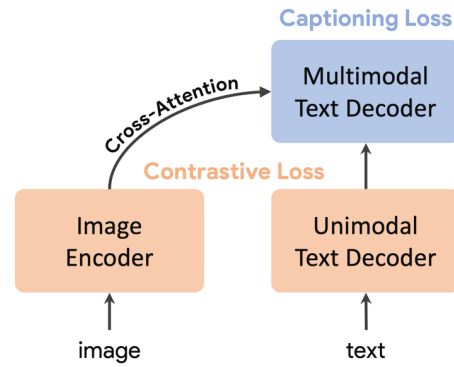 Captioning Loss
Multimodal
Text Decoder
Cross-Attention
Contrastive Loss
Image
Encoder
Unimodal
Text Decoder
image
text